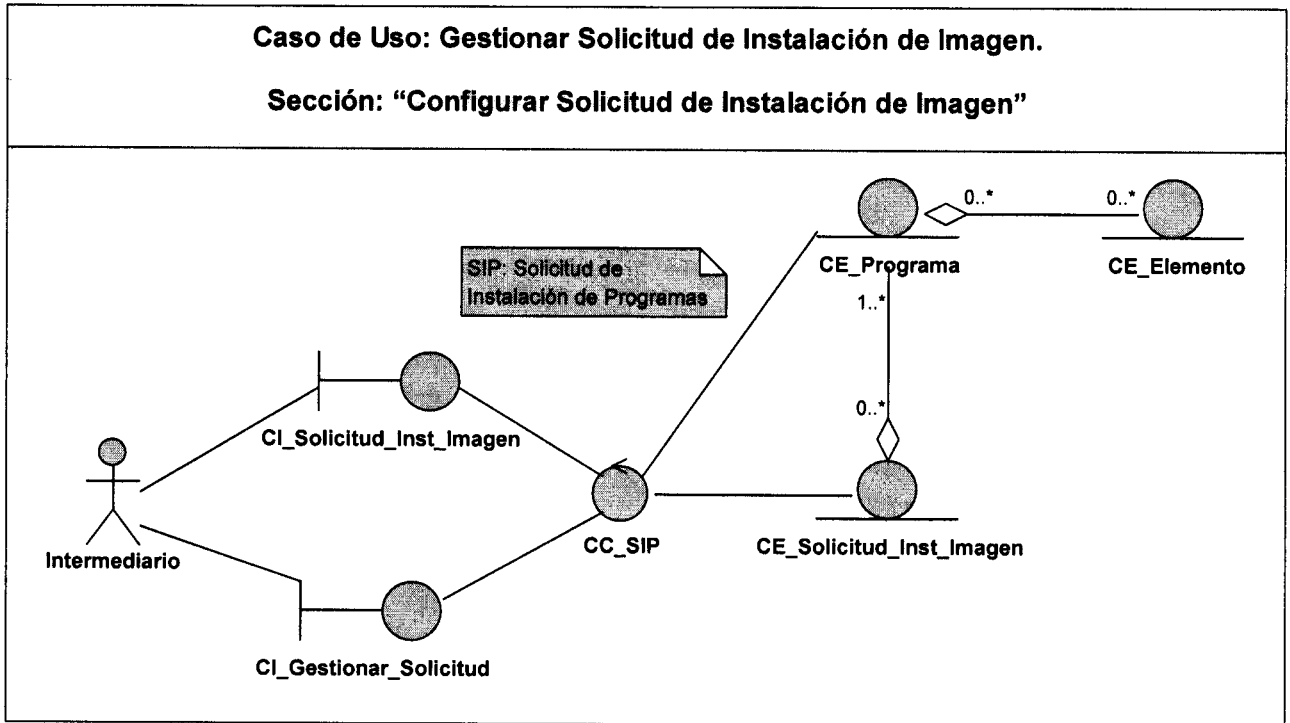 Caso de Uso: Gestionar Solicitud de Instalación de Imagen.
Sección: “Configurar Solicitud de Instalación de Imagen”
0..*
0..*
CE_Programa
CE_Elemento
SIP: Solicitud de
Instalación de Programas
1..*
0..*
CI_Solicitud_Inst_Imagen
CC_SIP
CE_Solicitud_Inst_Imagen
Intermediario
CI_Gestionar_Solicitud